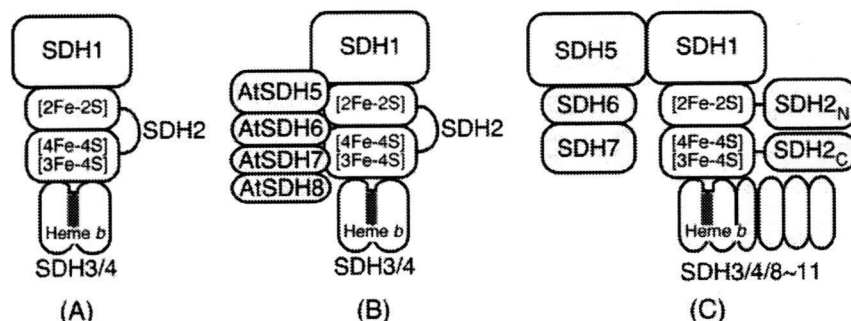 SDH1
[2Fe-2S]
[4Fe-4S]
[3Fe-4S]
SDH2
Heme b
SDH3/4
(A)
SDH1
AtSDH5
[2Fe-2S]
AtSDH6
[4Fe-4S]
AtSDH7
[3Fe-4S]
AtSDH8
SDH2
Heme b
SDH3/4
(B)
SDH5
SDH1
SDH6
[2Fe-2S]
SDH2N
SDH7
[4Fe-4S]
[3Fe-4S]
SDH2C
Heme b
SDH3/4/8~11
(C)